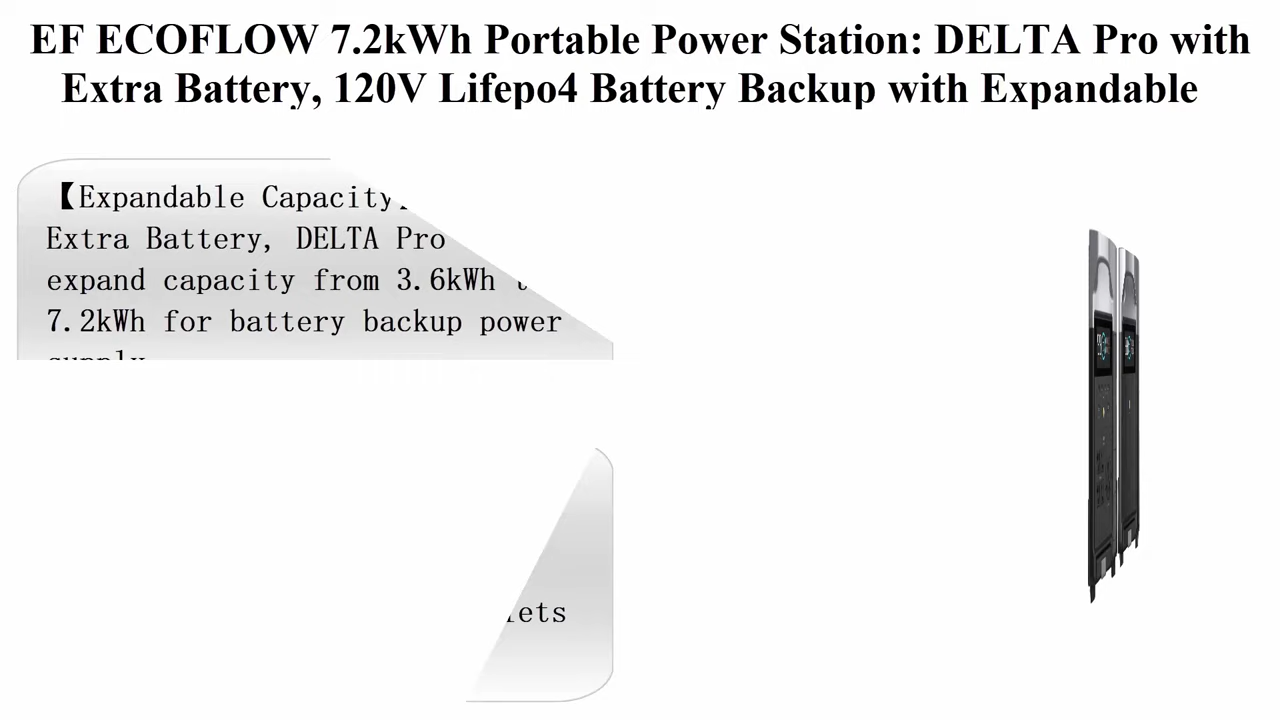 EF ECOFLOW 7.2kWh Portable Power Station: DELTA Pro with
Extra Battery, 120V Lifepo4 Battery Backup with Expandable
【Expandable Capacity
Extra Battery, DELTA Pro
expand capacity from 3.6kWh
7.2kWh for battery backup power
supply